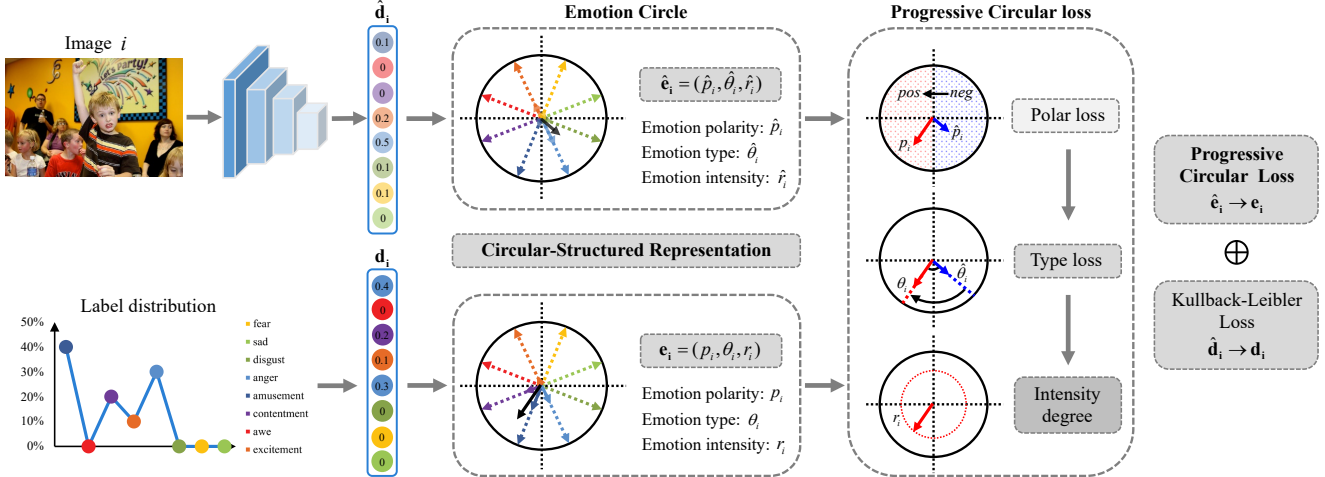 Image i
Let's Party!
d̂ᵢ
0.1
0
0
0.2
0.5
0.1
0.1
0
Emotion Circle
êᵢ = (p̂ᵢ, θ̂ᵢ, r̂ᵢ)
Emotion polarity: p̂ᵢ
Emotion type: θ̂ᵢ
Emotion intensity: r̂ᵢ
Circular-Structured Representation
Label distribution
50%
40%
30%
20%
10%
0%
fear
sad
disgust
anger
amusement
contentment
awe
excitement
dᵢ
0.4
0
0.2
0.1
0.3
0
0
0
eᵢ = (pᵢ, θᵢ, rᵢ)
Emotion polarity: pᵢ
Emotion type: θᵢ
Emotion intensity: rᵢ
Progressive Circular loss
pos neg
pᵢ p̂ᵢ
Polar loss
θᵢ θ̂ᵢ
Type loss
rᵢ
Intensity
degree
Progressive
Circular Loss
êᵢ → eᵢ
⊕
Kullback-Leibler
Loss
d̂ᵢ → dᵢ